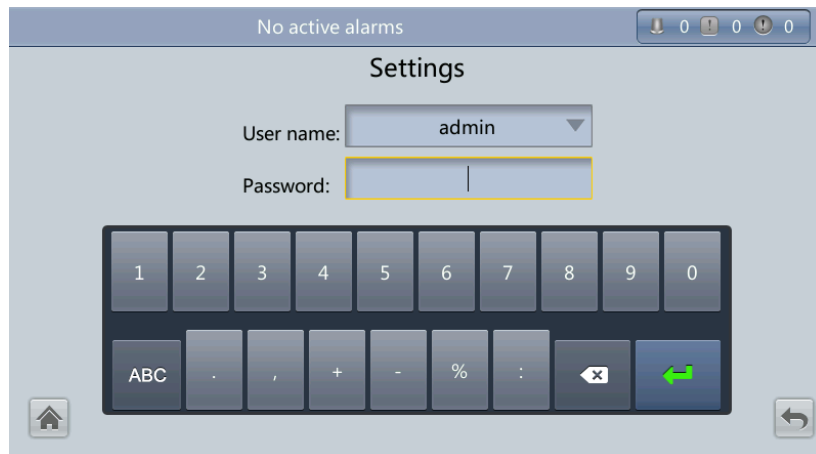 No active alarms
0 0 0
Settings
User name: admin
Password:
1 2 3 4 5 6 7 8 9 0
ABC . , + - % :